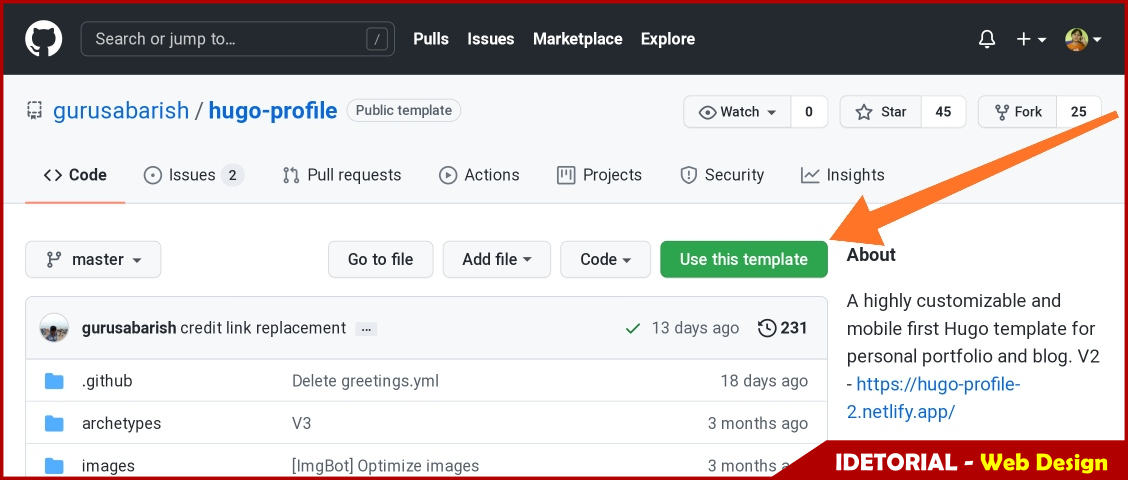 Search or jump to… / Pulls Issues Marketplace Explore
gurusabarish / hugo-profile Public template Watch 0 Star 45 Fork 25
<> Code Issues 2 Pull requests Actions Projects Security Insights
master Go to file Add file Code Use this template
About
gurusabarish credit link replacement ... 13 days ago 231
.github Delete greetings.yml 18 days ago
archetypes V3 3 months ago
images [ImgBot] Optimize images 3 months
A highly customizable and
mobile first Hugo template for
personal portfolio and blog. V2
- https://hugo-profile-
2.netlify.app/
IDETORIAL - Web Design